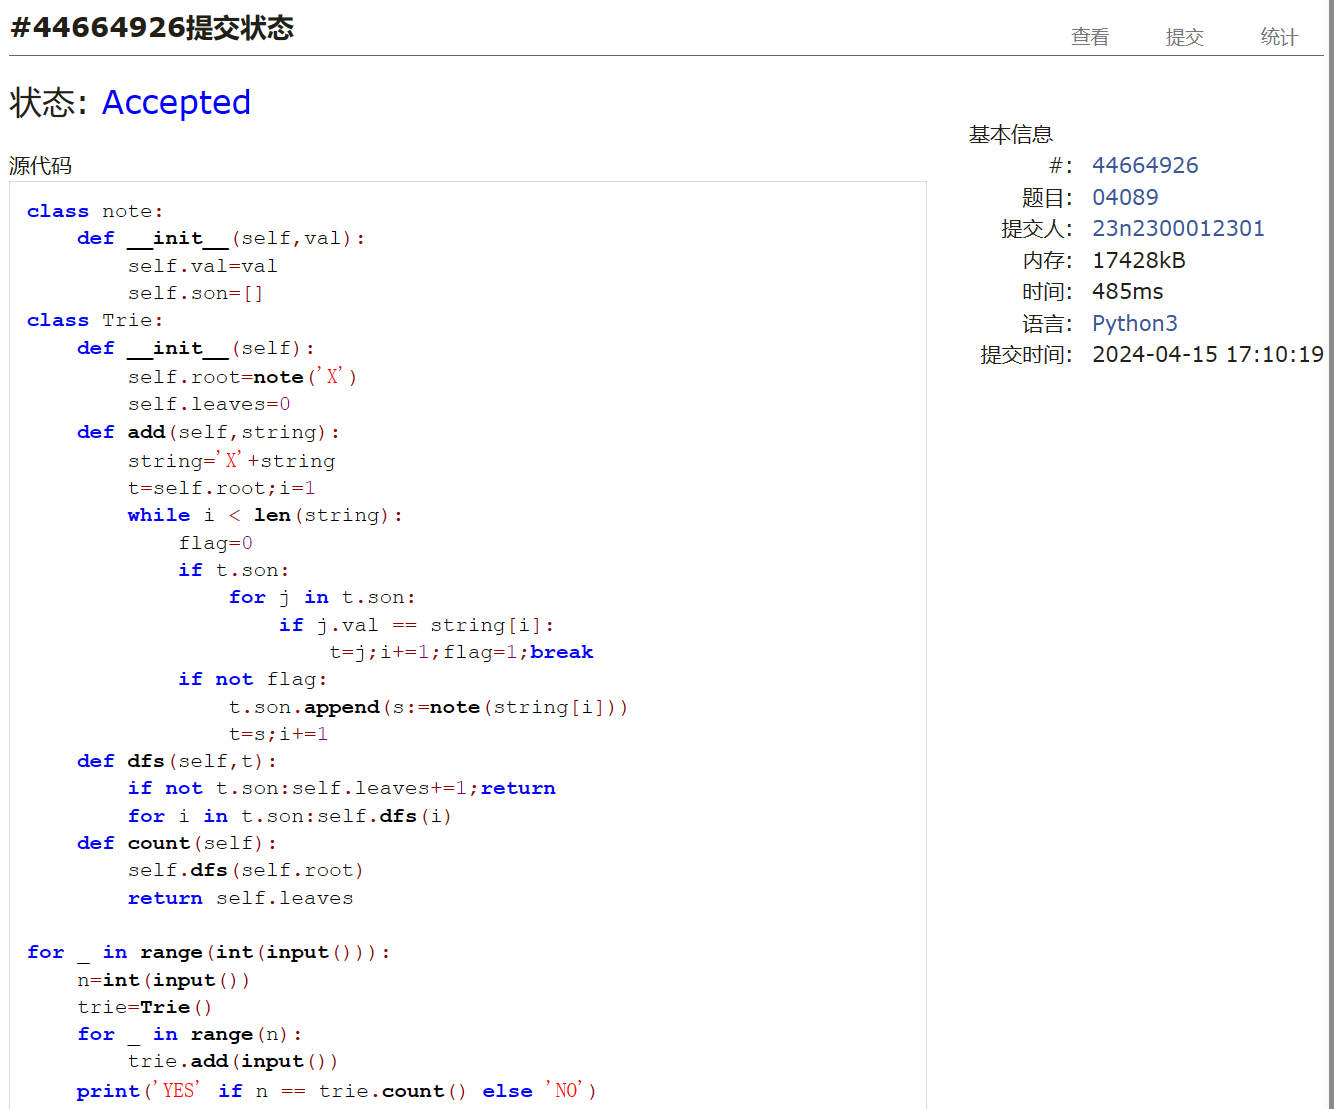 #44664926提交状态
查看 提交 统计
状态: Accepted
源代码
class note:
    def __init__(self,val):
        self.val=val
        self.son=[]
class Trie:
    def __init__(self):
        self.root=note('X')
        self.leaves=0
    def add(self,string):
        string='X'+string
        t=self.root;i=1
        while i < len(string):
            flag=0
            if t.son:
                for j in t.son:
                    if j.val == string[i]:
                        t=j;i+=1;flag=1;break
            if not flag:
                t.son.append(s:=note(string[i]))
                t=s;i+=1
    def dfs(self,t):
        if not t.son:self.leaves+=1;return
        for i in t.son:self.dfs(i)
    def count(self):
        self.dfs(self.root)
        return self.leaves

for _ in range(int(input())):
    n=int(input())
    trie=Trie()
    for _ in range(n):
        trie.add(input())
    print('YES' if n == trie.count() else 'NO')
基本信息
#: 44664926
题目: 04089
提交人: 23n2300012301
内存: 17428kB
时间: 485ms
语言: Python3
提交时间: 2024-04-15 17:10:19